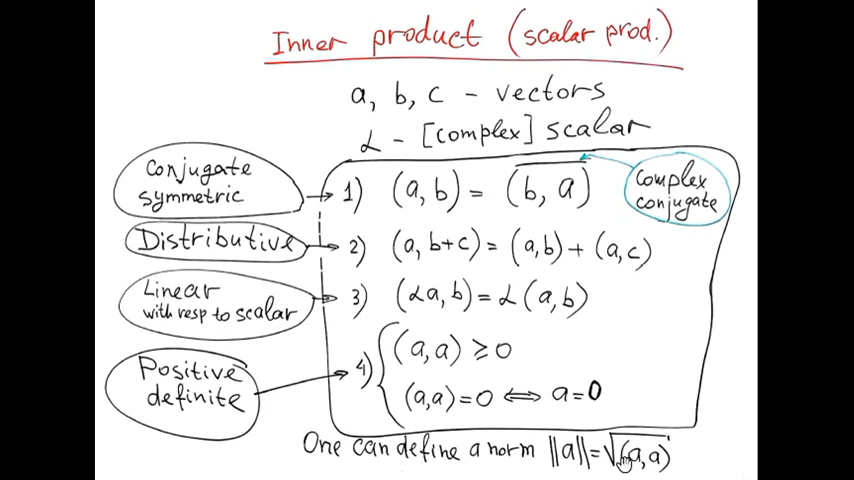 Inner product (scalar prod.)
a, b, c - vectors
α - [complex] scalar
Conjugate
symmetric
1) (a, b) = \overline{(b, a)}
complex
conjugate
Distributive
2) (a, b+c) = (a, b) + (a, c)
Linear
with resp to scalar
3) (αa, b) = α (a, b)
Positive
definite
4) { (a, a) ≥ 0
(a,a) = 0 ⟺ a = 0
One can define a norm ||a|| = √(a, a)